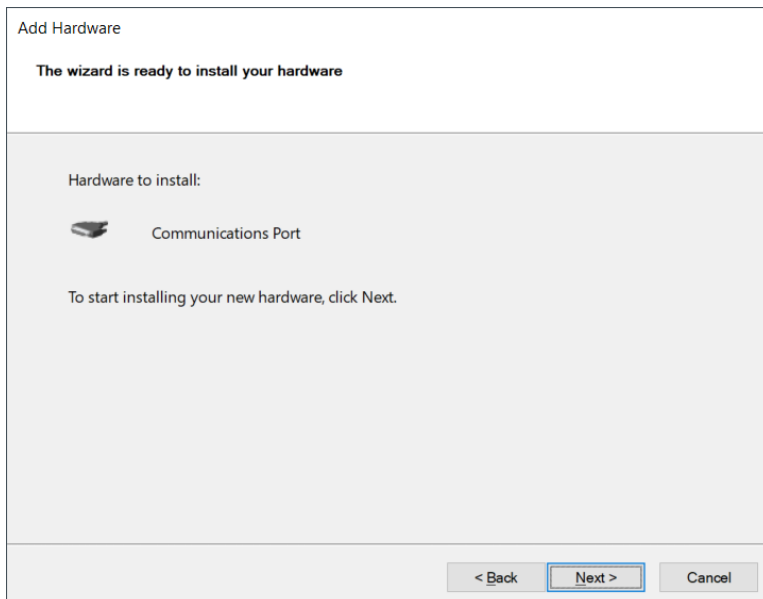 Add Hardware
The wizard is ready to install your hardware
Hardware to install:
Communications Port
To start installing your new hardware, click Next.
< Back
Next >
Cancel